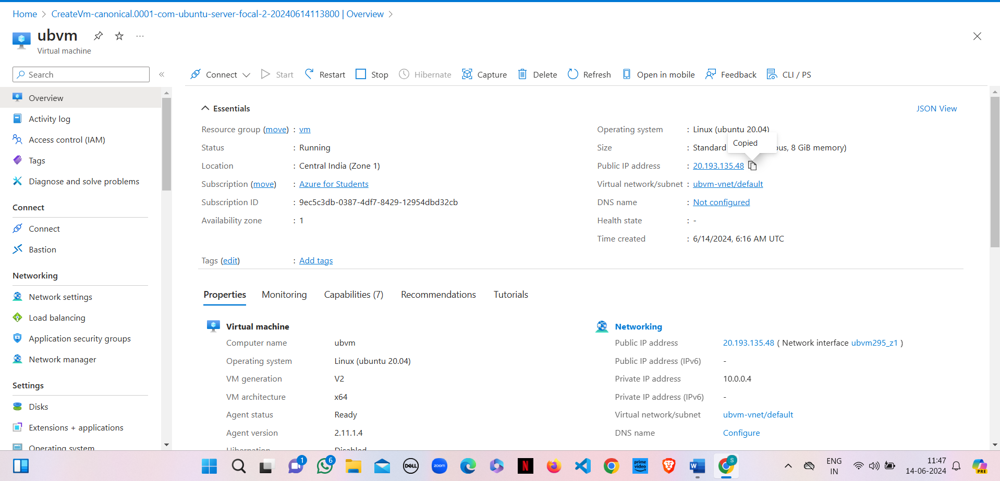 Home > CreateVm-canonical.0001-com-ubuntu-server-focal-2-20240614113800 | Overview >
ubvm
Virtual machine
Search
Connect Start Restart Stop Hibernate Capture Delete Refresh Open in mobile Feedback CLI / PS
Overview
Activity log
Access control (IAM)
Tags
Diagnose and solve problems
Connect
Connect
Bastion
Networking
Network settings
Load balancing
Application security groups
Network manager
Settings
Disks
Extensions + applications
Operating system
Essentials
JSON View
Resource group (move) : vm
Status : Running
Location : Central India (Zone 1)
Subscription (move) : Azure for Students
Subscription ID : 9ec5c3db-0387-4df7-8429-12954dbd32cb
Availability zone : 1
Operating system : Linux (ubuntu 20.04)
Copied
Size : Standard 8 GiB memory)
Public IP address : 20.193.135.48
Virtual network/subnet : ubvm-vnet/default
DNS name : Not configured
Health state : -
Time created : 6/14/2024, 6:16 AM UTC
Tags (edit) : Add tags
Properties Monitoring Capabilities (7) Recommendations Tutorials
Virtual machine
Computer name ubvm
Operating system Linux (ubuntu 20.04)
VM generation V2
VM architecture x64
Agent status Ready
Agent version 2.11.1.4
Hibernation Disabled
Networking
Public IP address 20.193.135.48 ( Network interface ubvm295_z1 )
Public IP address (IPv6) -
Private IP address 10.0.0.4
Private IP address (IPv6) -
Virtual network/subnet ubvm-vnet/default
DNS name Configure
1
6
DELL
zoom
N
prime video
W
S
ENG
IN
11:47
14-06-2024
PRE